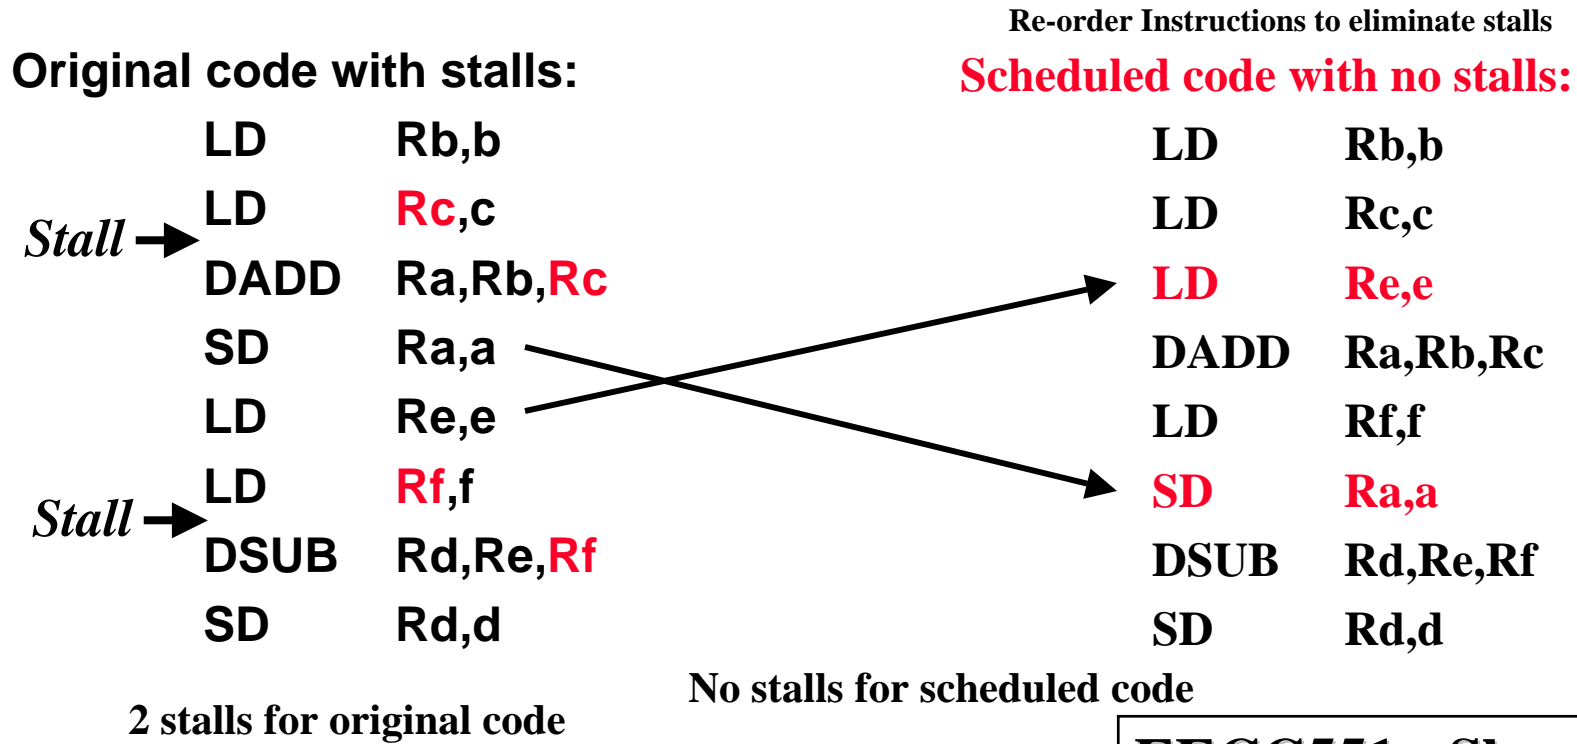 Re-order Instructions to eliminate stalls
Original code with stalls:
Scheduled code with no stalls:
LD Rb,b
LD Rc,c
Stall
DADD Ra,Rb,Rc
SD Ra,a
LD Re,e
LD Rf,f
Stall
DSUB Rd,Re,Rf
SD Rd,d
2 stalls for original code
LD Rb,b
LD Rc,c
LD Re,e
DADD Ra,Rb,Rc
LD Rf,f
SD Ra,a
DSUB Rd,Re,Rf
SD Rd,d
No stalls for scheduled code